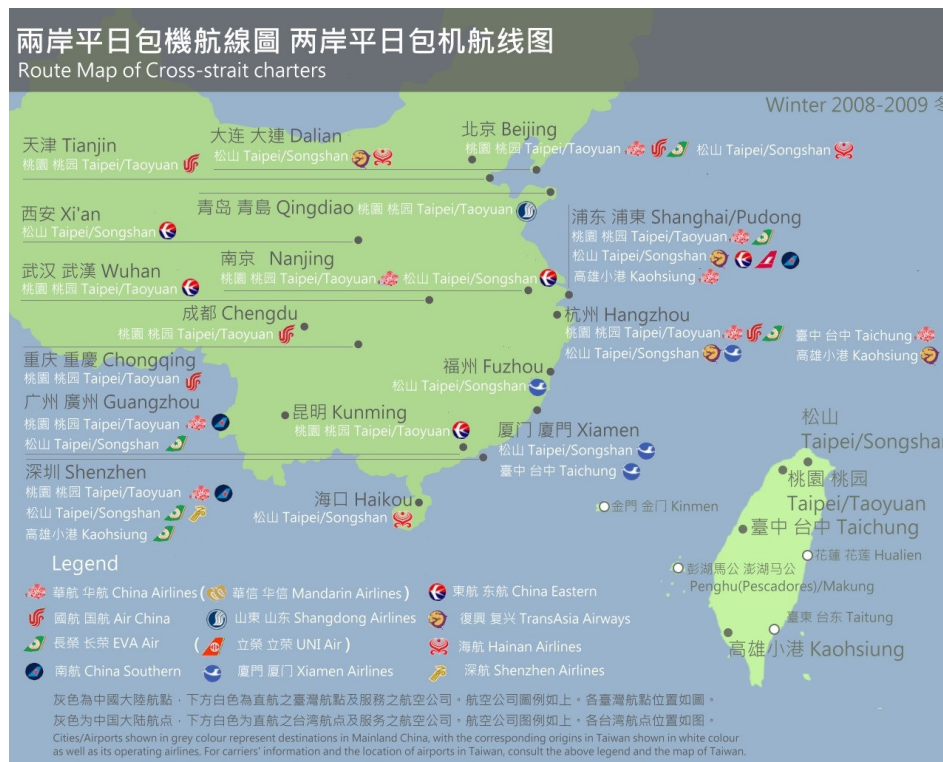 兩岸平日包機航線圖 两岸平日包机航线图
Route Map of Cross-strait charters
Winter 2008-2009 冬
天津 Tianjin
桃園 桃园 Taipei/Taoyuan
大连 大連 Dalian
松山 Taipei/Songshan
北京 Beijing
桃園 桃园 Taipei/Taoyuan
松山 Taipei/Songshan
西安 Xi'an
松山 Taipei/Songshan
青岛 青島 Qingdiao 桃園 桃园 Taipei/Taoyuan
浦东 浦東 Shanghai/Pudong
桃園 桃园 Taipei/Taoyuan
松山 Taipei/Songshan
高雄小港 Kaohsiung
武汉 武漢 Wuhan
桃園 桃园 Taipei/Taoyuan
南京 Nanjing
桃園 桃园 Taipei/Taoyuan 松山 Taipei/Songshan
成都 Chengdu
桃園 桃园 Taipei/Taoyuan
杭州 Hangzhou
桃園 桃园 Taipei/Taoyuan
臺中 台中 Taichung
松山 Taipei/Songshan
高雄小港 Kaohsiung
重庆 重慶 Chongqing
桃園 桃园 Taipei/Taoyuan
福州 Fuzhou
松山 Taipei/Songshan
广州 廣州 Guangzhou
桃園 桃园 Taipei/Taoyuan
松山 Taipei/Songshan
昆明 Kunming
桃園 桃园 Taipei/Taoyuan
厦门 廈門 Xiamen
松山 Taipei/Songshan
臺中 台中 Taichung
深圳 Shenzhen
桃園 桃园 Taipei/Taoyuan
松山 Taipei/Songshan
高雄小港 Kaohsiung
海口 Haikou
松山 Taipei/Songshan
松山
Taipei/Songshan
桃園 桃园
Taipei/Taoyuan
金門 金门 Kinmen
臺中 台中 Taichung
花蓮 花莲 Hualien
彭湖馬公 澎湖马公
Penghu(Pescadores)/Makung
臺東 台东 Taitung
高雄小港 Kaohsiung
Legend
華航 华航 China Airlines ( 華信 华信 Mandarin Airlines )
東航 东航 China Eastern
國航 国航 Air China
山東 山东 Shangdong Airlines
復興 复兴 TransAsia Airways
長榮 长荣 EVA Air ( 立榮 立荣 UNI Air )
海航 Hainan Airlines
南航 China Southern
廈門 厦门 Xiamen Airlines
深航 Shenzhen Airlines
灰色為中國大陸航點，下方白色為直航之臺灣航點及服務之航空公司。航空公司圖例如上。各臺灣航點位置如圖。
灰色为中国大陆航点，下方白色为直航之台湾航点及服务之航空公司。航空公司图例如上。各台湾航点位置如图。
Cities/Airports shown in grey colour represent destinations in Mainland China, with the corresponding origins in Taiwan shown in white colour
as well as its operating airlines. For carriers' information and the location of airports in Taiwan, consult the above legend and the map of Taiwan.